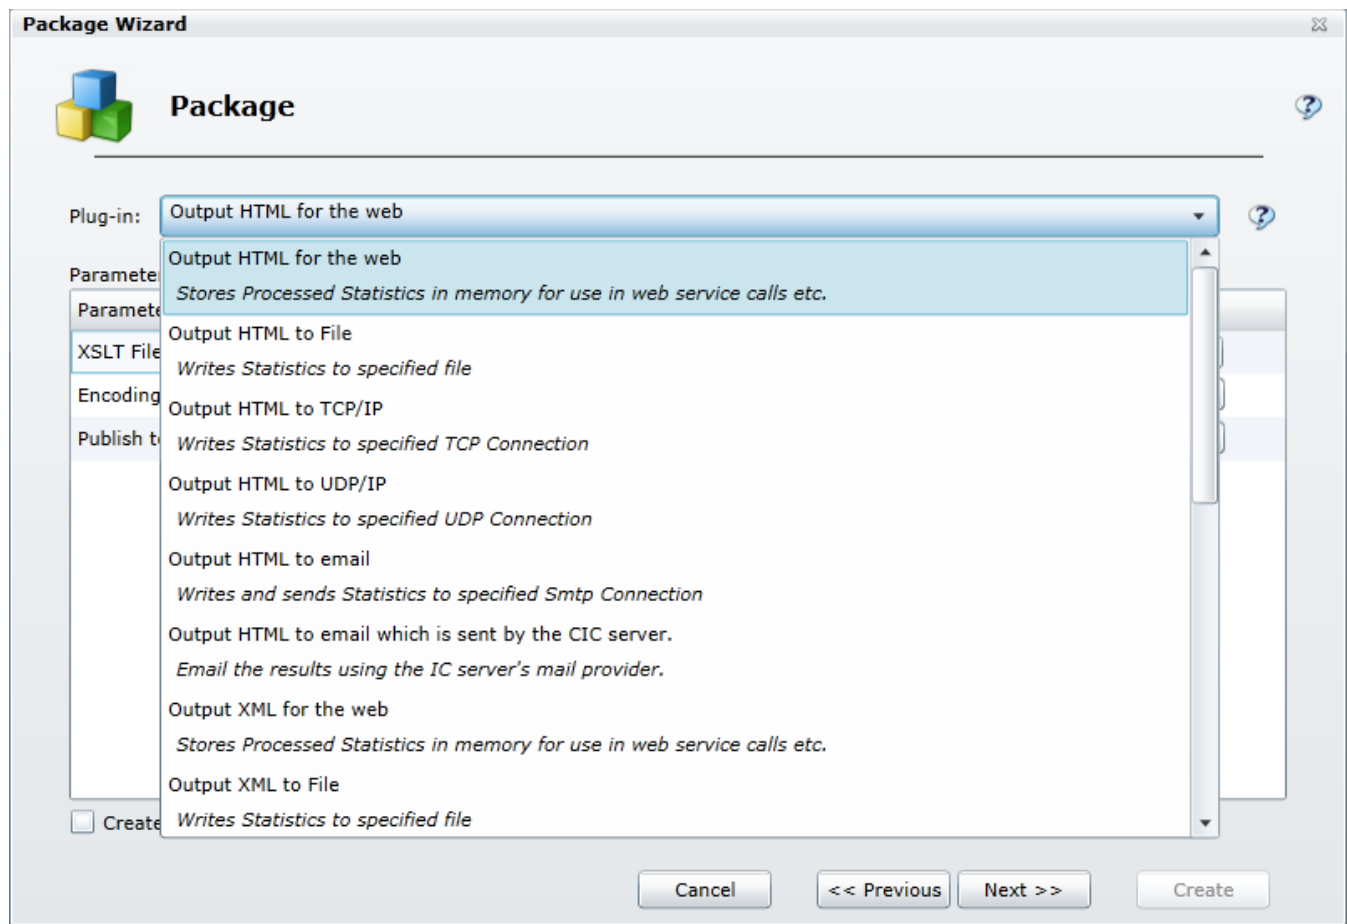 Package Wizard
Package
Plug-in:
Output HTML for the web
Output HTML for the web
Stores Processed Statistics in memory for use in web service calls etc.
Output HTML to File
Writes Statistics to specified file
Output HTML to TCP/IP
Writes Statistics to specified TCP Connection
Output HTML to UDP/IP
Writes Statistics to specified UDP Connection
Output HTML to email
Writes and sends Statistics to specified Smtp Connection
Output HTML to email which is sent by the CIC server.
Email the results using the IC server's mail provider.
Output XML for the web
Stores Processed Statistics in memory for use in web service calls etc.
Output XML to File
Writes Statistics to specified file
Paramete
Paramete
XSLT File
Encoding
Publish t
Create
Cancel
<< Previous
Next >>
Create